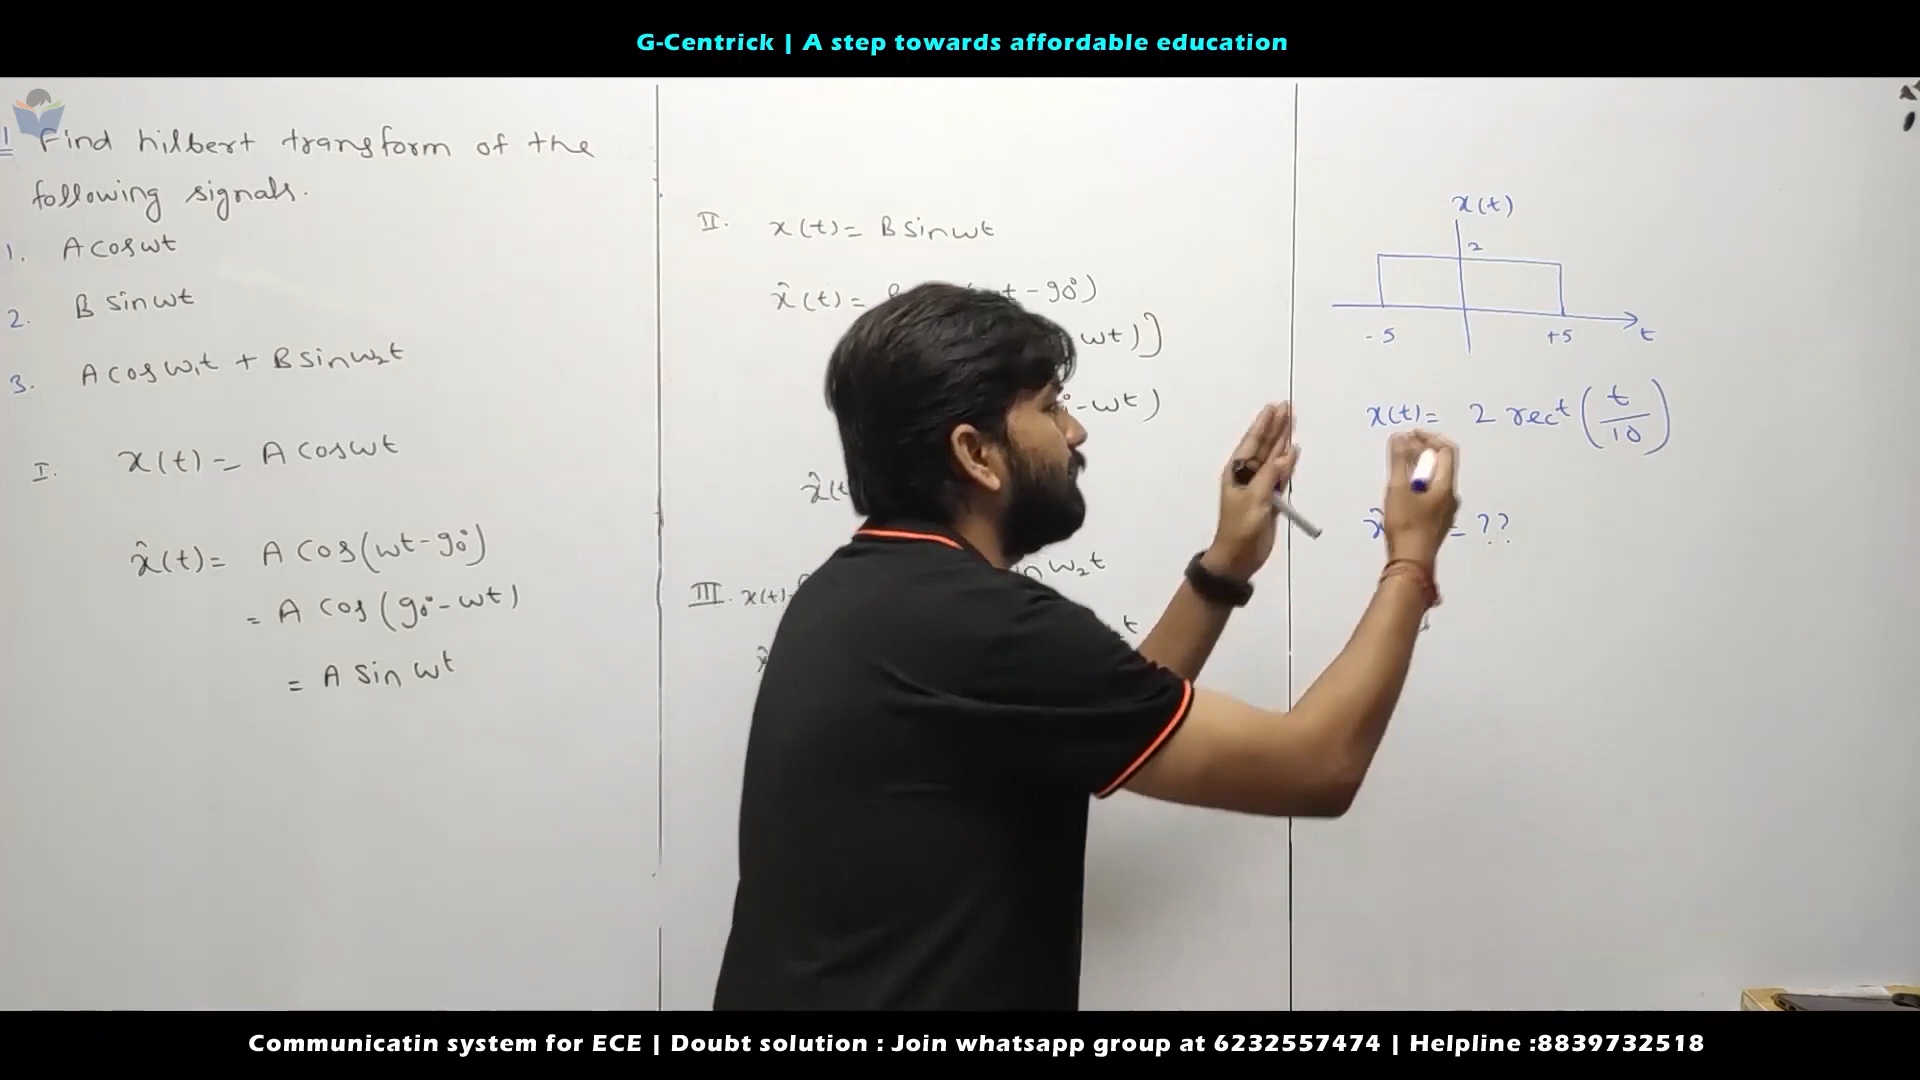 G-Centrick | A step towards affordable education
1 Find hilbert transform of the
following signals.
1. A cos wt
2. B sin wt
3. A cos w₁t + B sin w₂t
I. x(t) = A cos wt
x̂(t) = A cos(wt-90°)
= A cos(90°-wt)
= A sin wt
II. x(t) = B sin wt
x̂(t) = t - 90°)
wt)]
-wt)
x̂(t
III. x(t) w₂t
t
x(t)
2
-5 +5 t
x(t) = 2 rect (t/10)
= ??
Communicatin system for ECE | Doubt solution : Join whatsapp group at 6232557474 | Helpline :8839732518